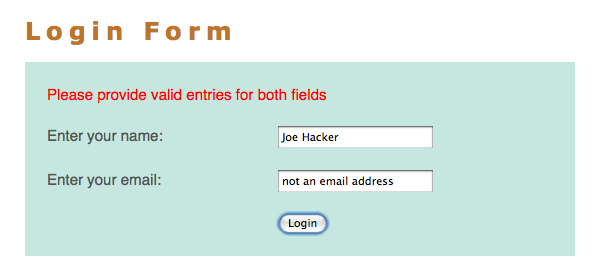 Login Form
Please provide valid entries for both fields
Enter your name: Joe Hacker
Enter your email: not an email address
Login